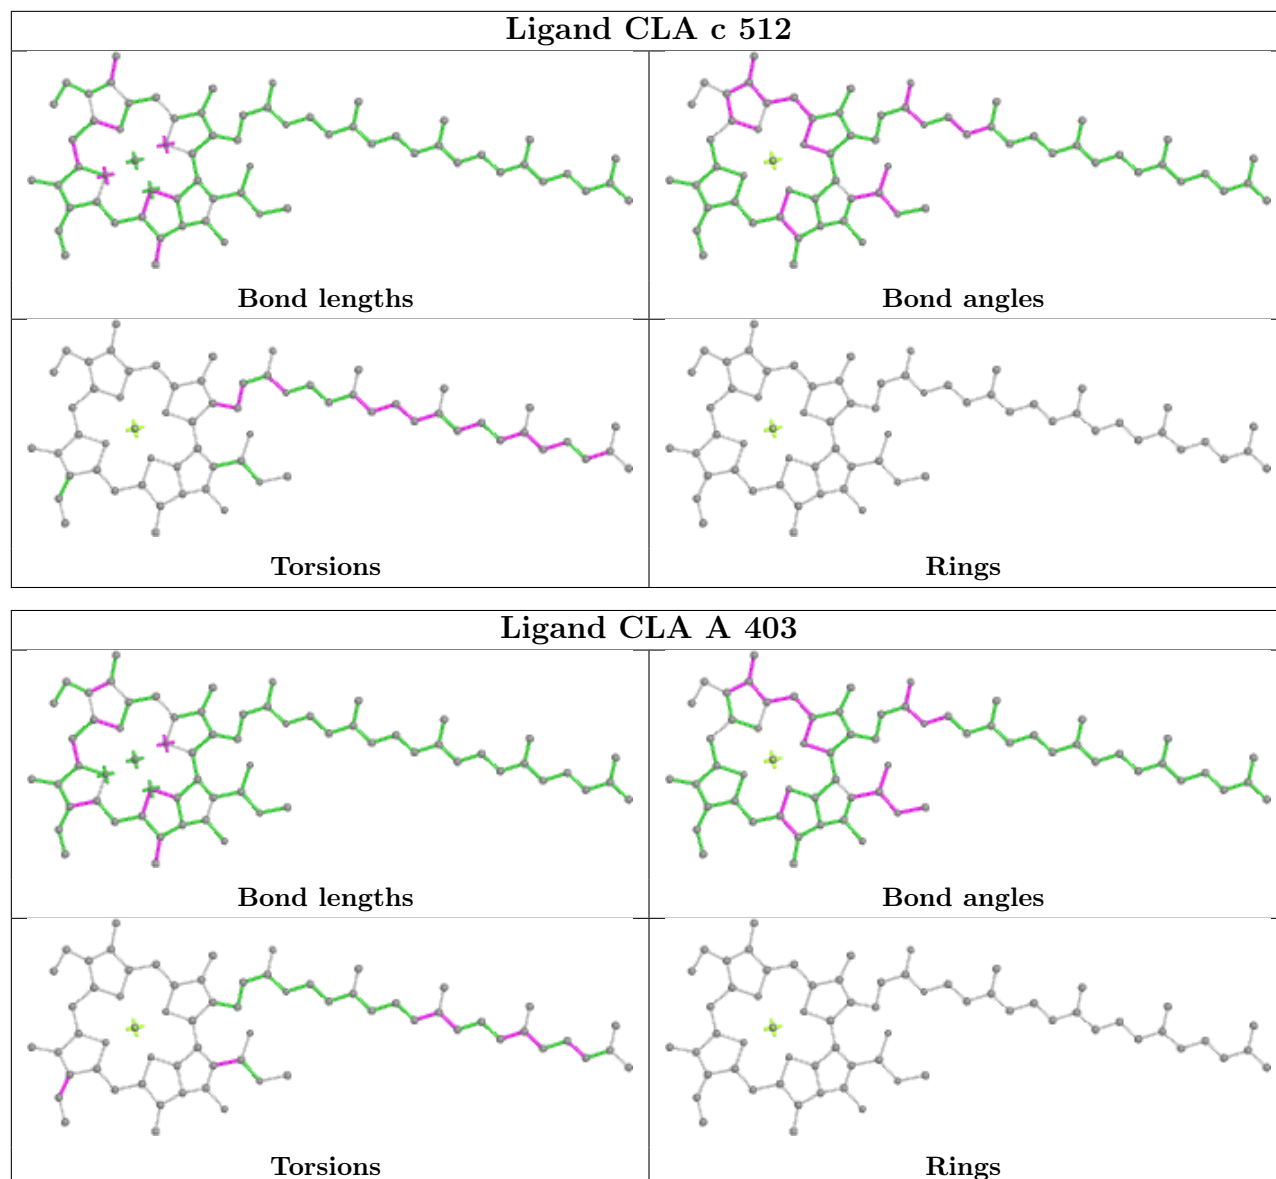 Ligand CLA c 512
Bond lengths
Bond angles
Torsions
Rings
Ligand CLA A 403
Bond lengths
Bond angles
Torsions
Rings